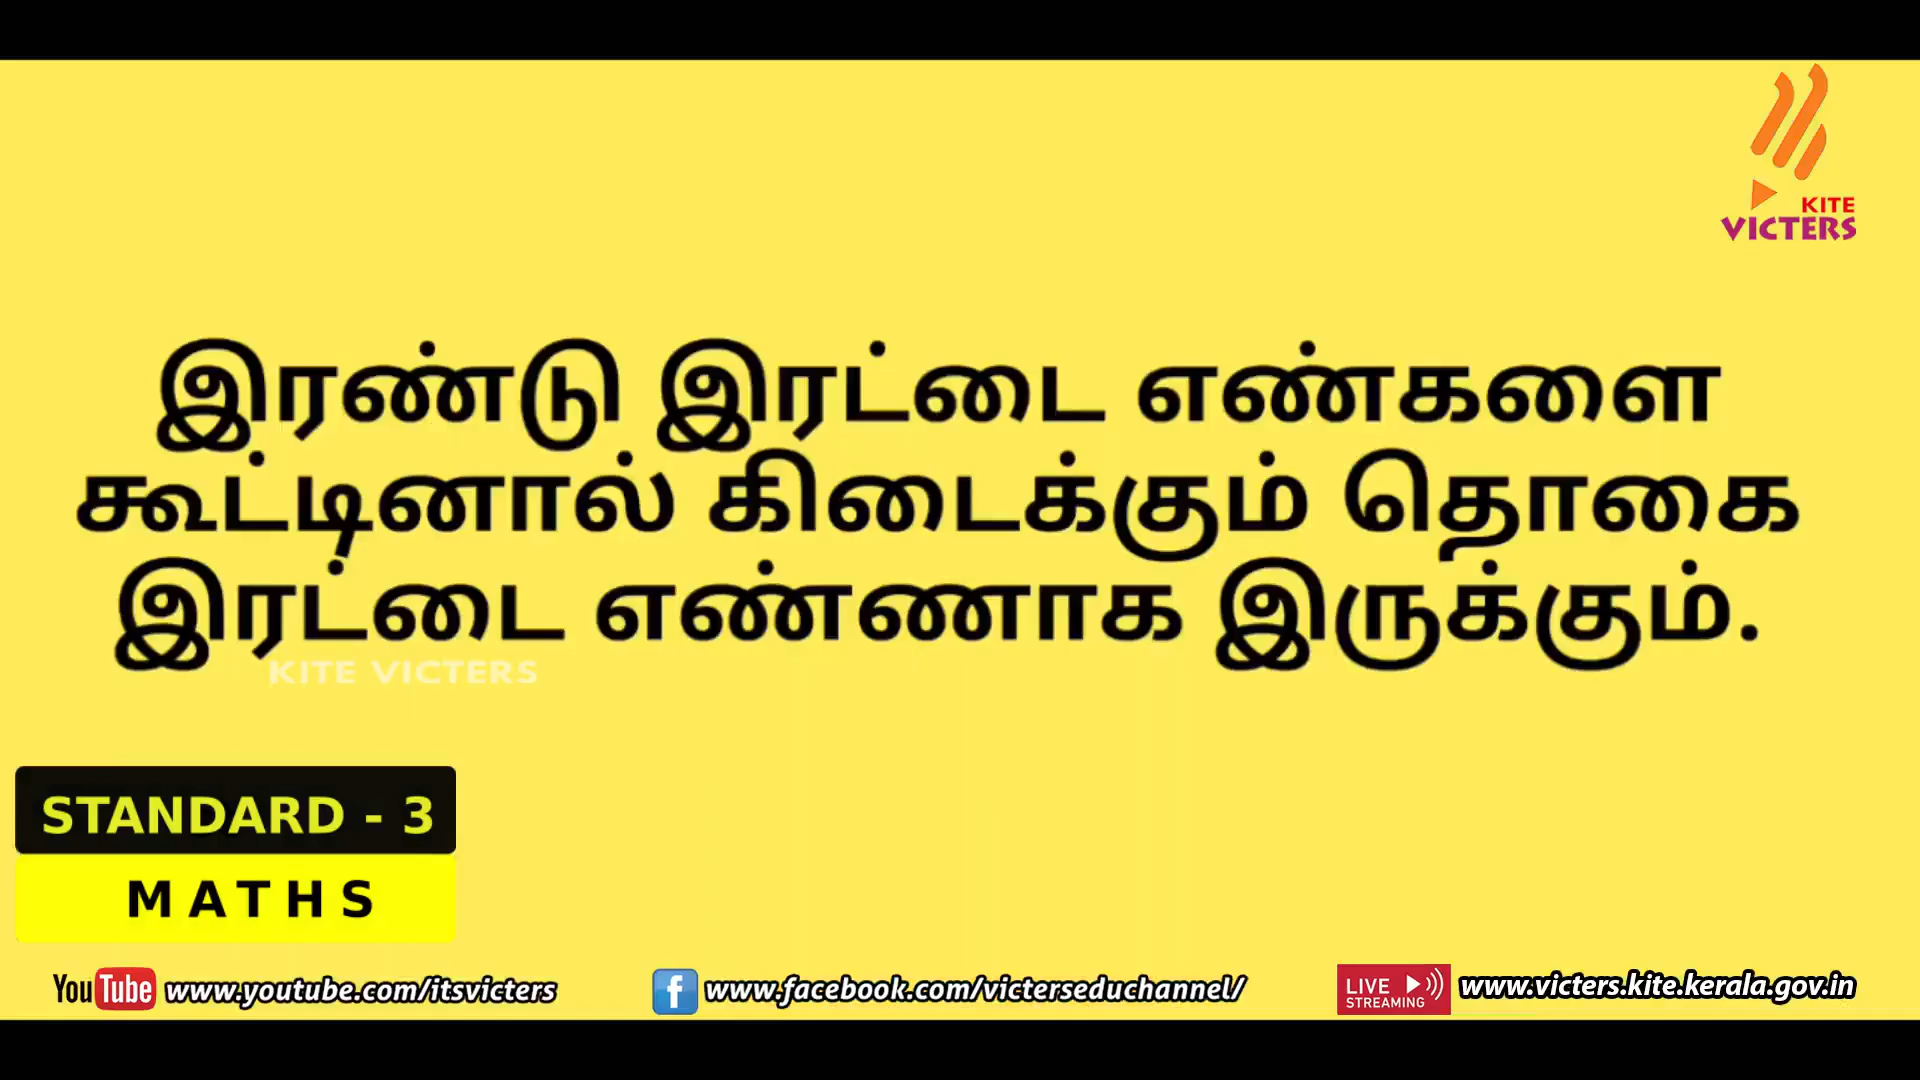 KITE
VICTERS
இரண்டு இரட்டை எண்களை
கூட்டினால் கிடைக்கும் தொகை
இரட்டை எண்ணாக இருக்கும்.
KITE VICTERS
STANDARD - 3
MATHS
YouTube www.youtube.com/itsvicters
f www.facebook.com/victerseduchannel/
LIVE STREAMING www.victers.kite.kerala.gov.in